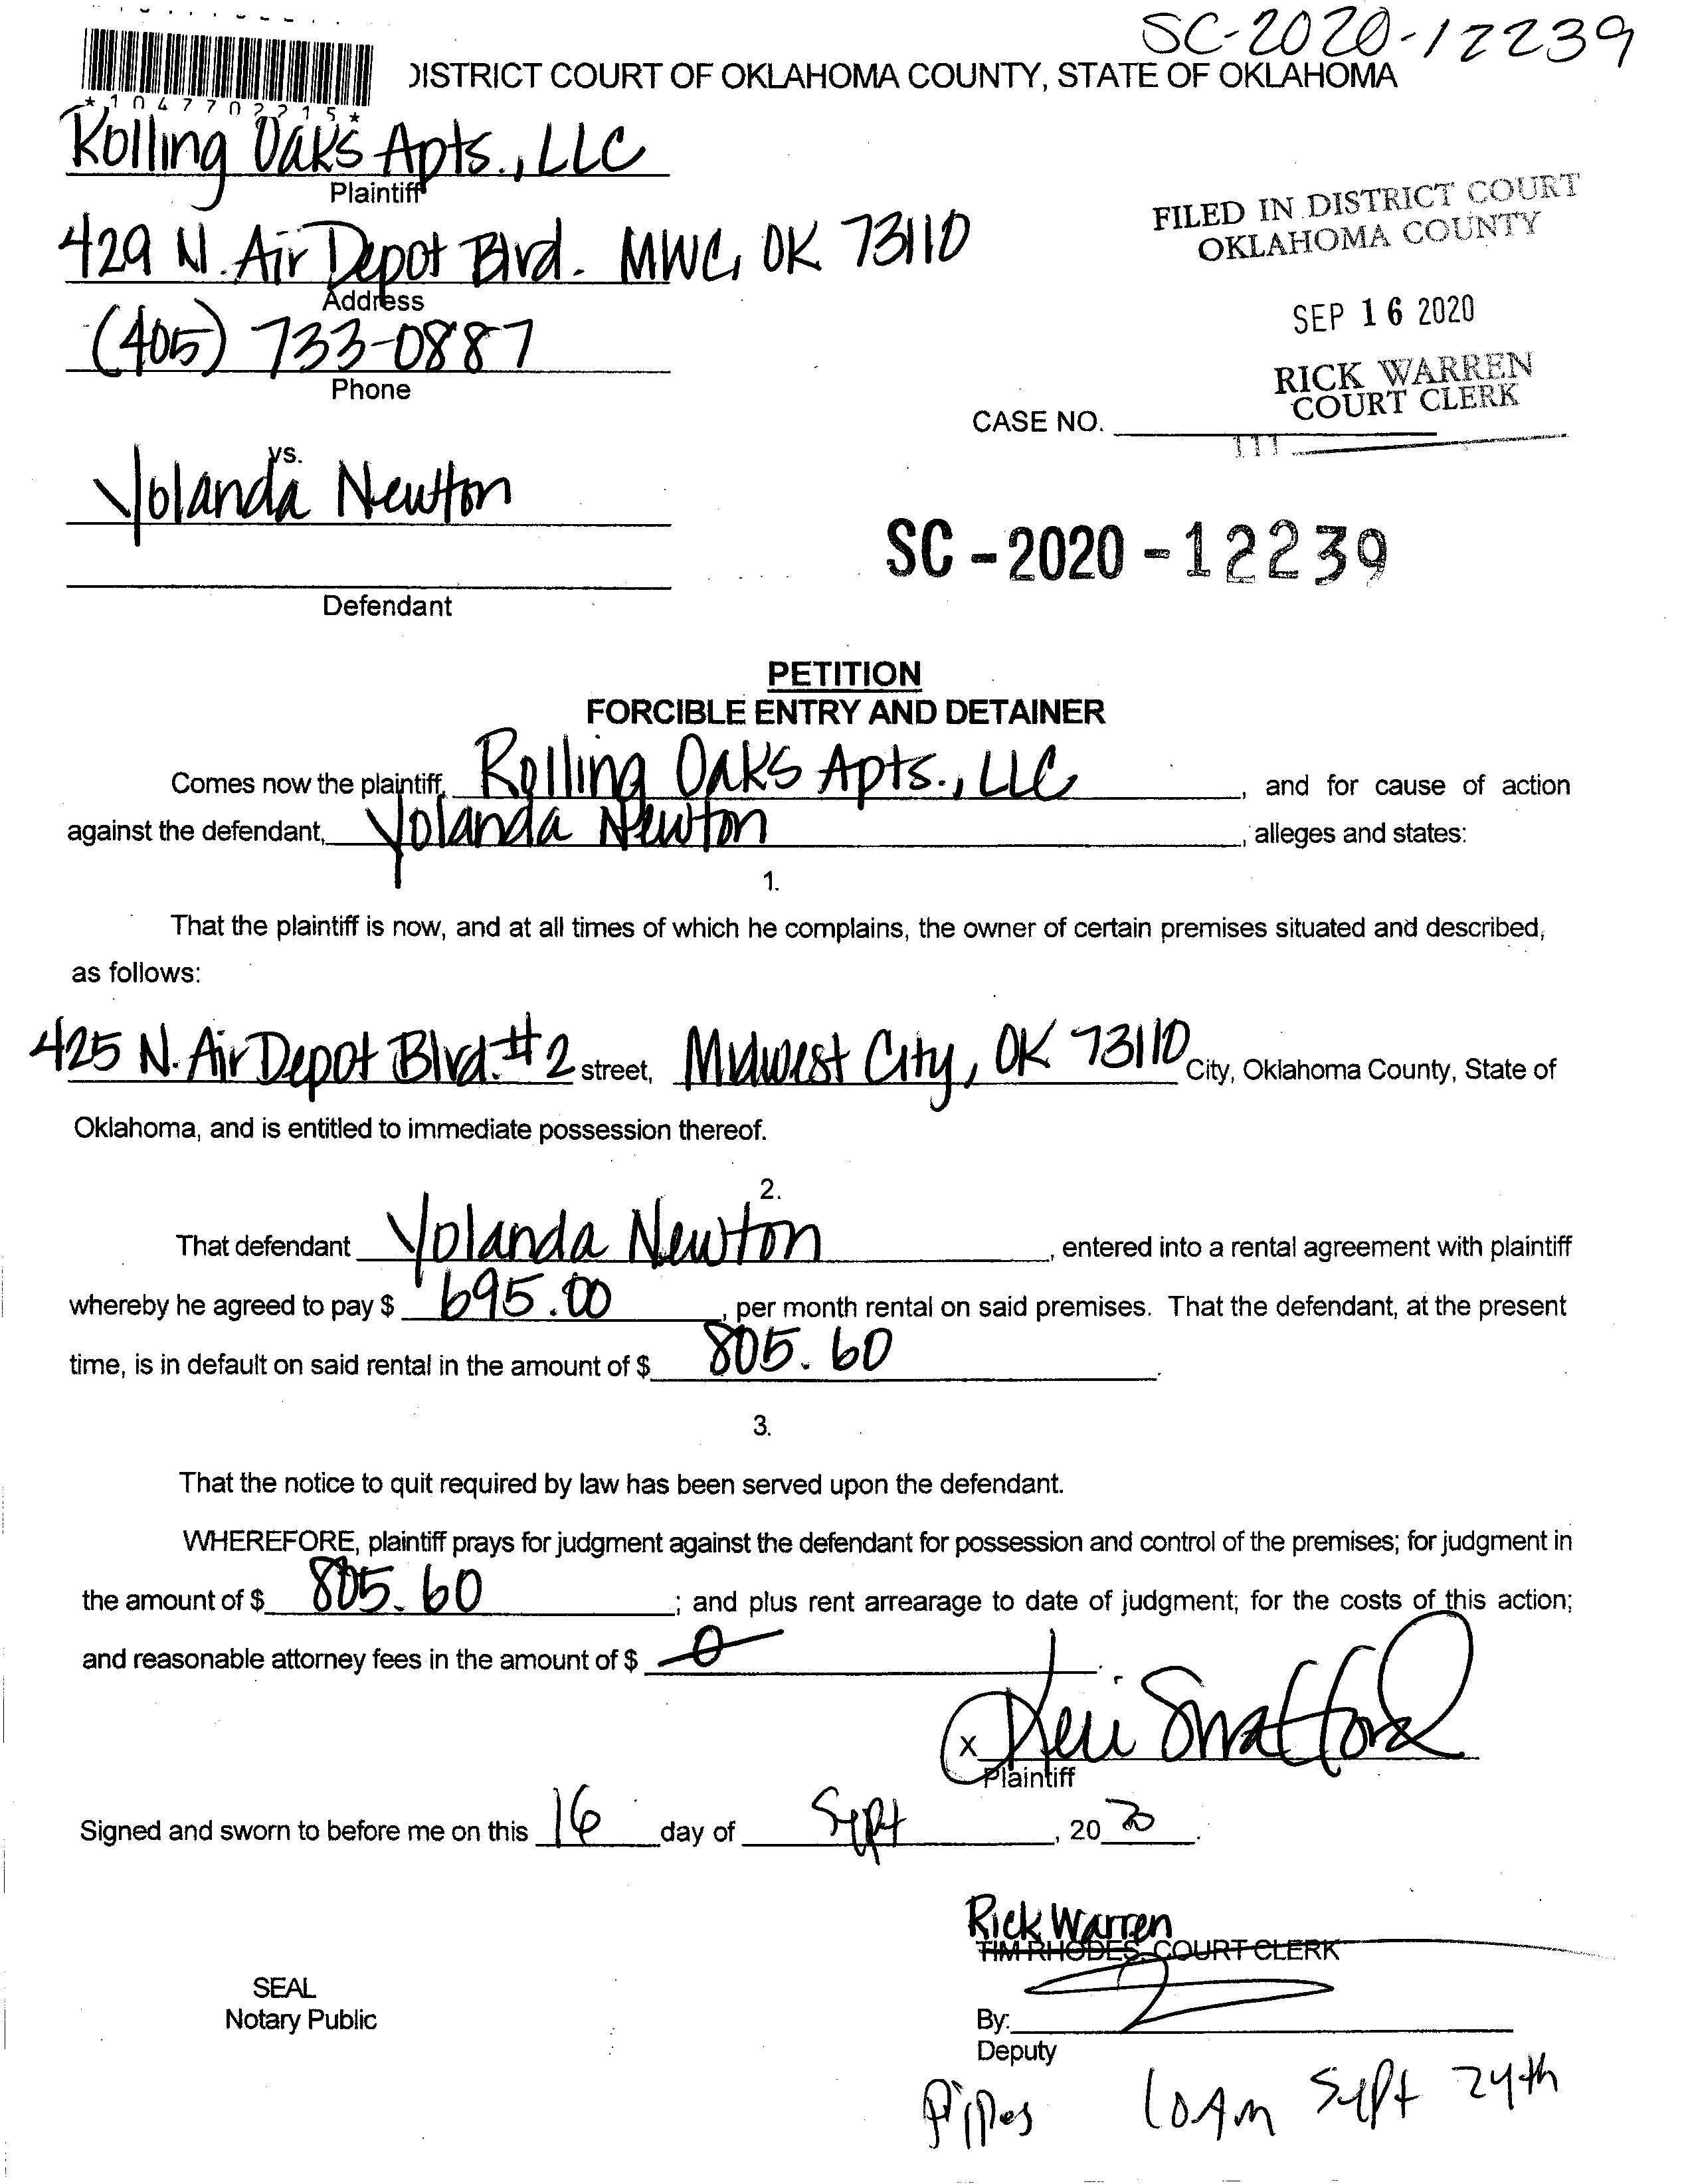 SC-2020-12239
DISTRICT COURT OF OKLAHOMA COUNTY, STATE OF OKLAHOMA
*1047702215*
Rolling Oaks Apts., LLC
Plaintiff
429 N. Air Depot Blvd. MWC, OK 73110
Address
(405) 733-0887
Phone
FILED IN DISTRICT COURT
OKLAHOMA COUNTY
SEP 16 2020
RICK WARREN
COURT CLERK
CASE NO.
111
vs.
Yolanda Newton
Defendant
SC-2020-12239
PETITION
FORCIBLE ENTRY AND DETAINER
Comes now the plaintiff, Rolling Oaks Apts., LLC, and for cause of action
against the defendant, Yolanda Newton, alleges and states:
1.
That the plaintiff is now, and at all times of which he complains, the owner of certain premises situated and described,
as follows:
425 N. Air Depot Blvd. #2 street, Midwest City, OK 73110 City, Oklahoma County, State of
Oklahoma, and is entitled to immediate possession thereof.
2.
That defendant Yolanda Newton, entered into a rental agreement with plaintiff
whereby he agreed to pay $ 695.00, per month rental on said premises. That the defendant, at the present
time, is in default on said rental in the amount of $ 805.60.
3.
That the notice to quit required by law has been served upon the defendant.
WHEREFORE, plaintiff prays for judgment against the defendant for possession and control of the premises; for judgment in
the amount of $ 805.60; and plus rent arrearage to date of judgment; for the costs of this action;
and reasonable attorney fees in the amount of $ 0.
x Keri Swafford
Plaintiff
Signed and sworn to before me on this 16 day of Sept, 2020.
Rick Warren
TIM RHODES, COURT CLERK
SEAL
Notary Public
By:
Deputy
10Am Sept 24th